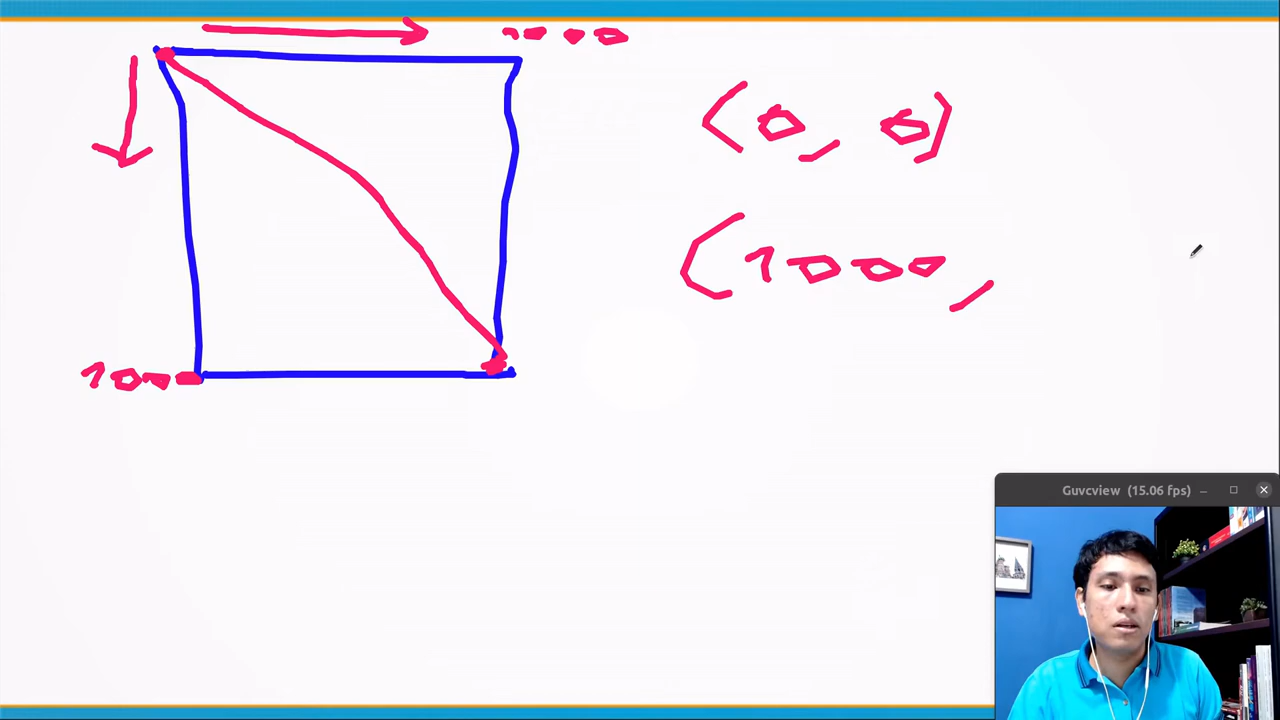 1000
(0, 0)
(1000,
1000
Guvcview (15.06 fps)